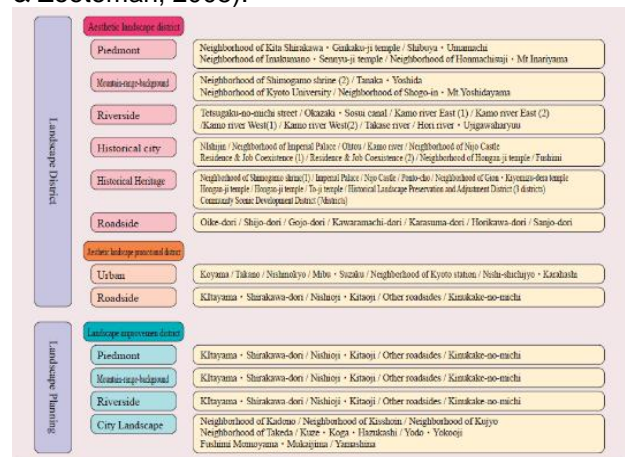 & Zoeteman, 2003).
Aesthetic landscape district
Piedmont
Neighborhood of Kita Shirakawa・Ginkaku-ji temple / Shibuya・Umamachi
Neighborhood of Imakumano・Sennyu-ji temple / Neighborhood of Honmachisuji・Mt Inariyama
Mountain-range-background
Neighborhood of Shimogamo shrine (2) / Tanaka・Yoshida
Neighborhood of Kyoto University / Neighborhood of Shogo-in・Mt Yoshidayama
Riverside
Tetsugaku-no-michi street / Okazaki・Sosui canal / Kamo river East (1) / Kamo river East (2)
/Kamo river West(1) / Kamo river West(2) / Takase river / Hori river・Ujigawaharyuu
Historical city
Nishijin / Neighborhood of Imperial Palace / Ohtou / Kamo river / Neighborhood of Nijo Castle
Residence & Job Coexistence (1) / Residence & Job Coexistence (2) / Neighborhood of Hongan-ji temple / Fushimi
Historical Heritage
Neighborhood of Shimogamo shrine(1) / Imperial Palace / Nijo Castle / Ponto-cho / Neighborhood of Gion・Kiyomizu-dera temple
Hongan-ji temple / Hongan-ji temple / To-ji temple / Historical Landscape Preservation and Adjustment District (3 districts)
Community Scenic Development District (7districts)
Roadside
Oike-dori / Shijo-dori / Gojo-dori / Kawaramachi-dori / Karasuma-dori / Horikawa-dori / Sanjo-dori
Landscape District
Aesthetic landscape promotional district
Urban
Koyama / Takano / Nishinokyo / Mibu・Suzaku / Neighborhood of Kyoto station / Nishi-shichijyo・Karahashi
Roadside
KItayama・Shirakawa-dori / Nishioji・Kitaoji / Other roadsides / Kinukake-no-michi
Landscape improvement district
Piedmont
KItayama・Shirakawa-dori / Nishioji・Kitaoji / Other roadsides / Kinukake-no-michi
Mountain-range-background
KItayama・Shirakawa-dori / Nishioji・Kitaoji / Other roadsides / Kinukake-no-michi
Riverside
KItayama・Shirakawa-dori / Nishioji・Kitaoji / Other roadsides / Kinukake-no-michi
City Landscape
Neighborhood of Kadono / Neighborhood of Kisshoin / Neighborhood of Kujyo
Neighborhood of Takeda / Kuze・Koga・Hazukashi / Yodo・Yokooji
Fushimi Momoyama・Mukaijima / Yamashina
Landscape Planning